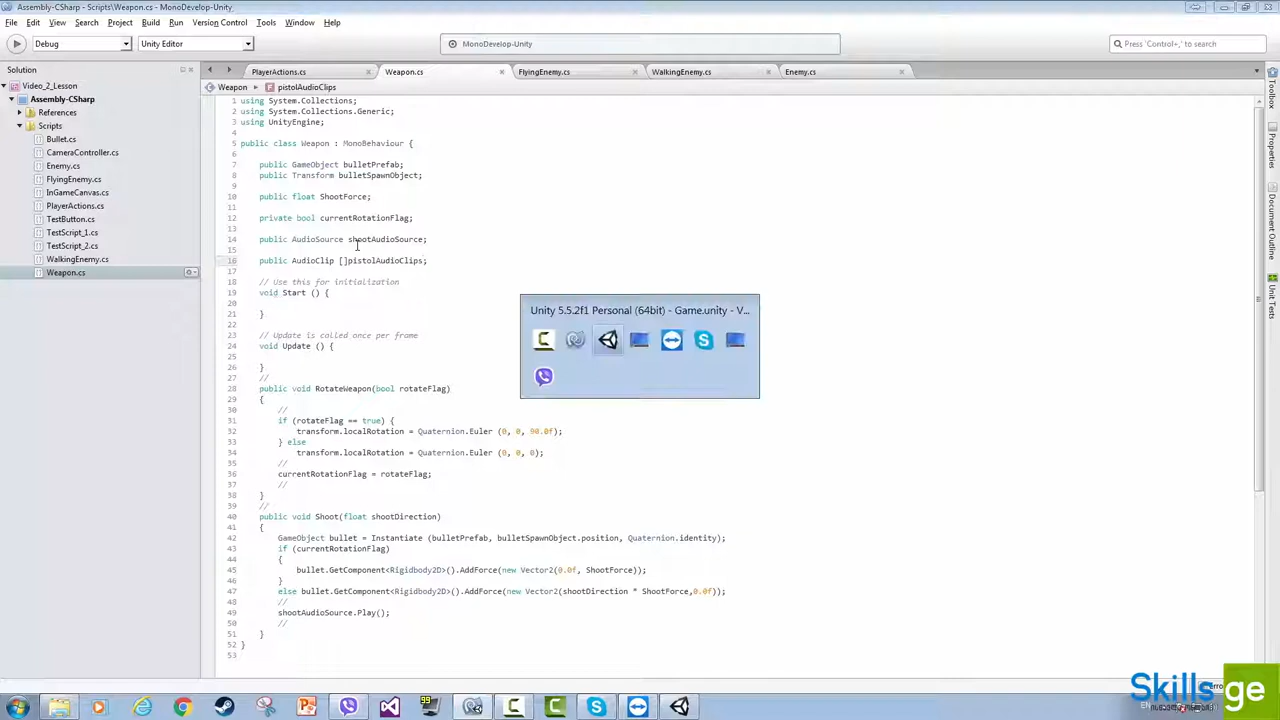 Assembly-CSharp - Scripts\Weapon.cs* - MonoDevelop-Unity
File Edit View Search Project Build Run Version Control Tools Window Help
Debug Unity Editor MonoDevelop-Unity Press 'Control+,' to search
Solution PlayerActions.cs Weapon.cs FlyingEnemy.cs WalkingEnemy.cs Enemy.cs
Video_2_Lesson
Assembly-CSharp
References
Scripts
Bullet.cs
CameraController.cs
Enemy.cs
FlyingEnemy.cs
InGameCanvas.cs
PlayerActions.cs
TestButton.cs
TestScript_1.cs
TestScript_2.cs
WalkingEnemy.cs
Weapon.cs
Weapon pistolAudioClips
1 using System.Collections;
2 using System.Collections.Generic;
3 using UnityEngine;
4
5 public class Weapon : MonoBehaviour {
6
7 public GameObject bulletPrefab;
8 public Transform bulletSpawnObject;
9
10 public float ShootForce;
11
12 private bool currentRotationFlag;
13
14 public AudioSource shootAudioSource;
15
16 public AudioClip []pistolAudioClips;
17
18 // Use this for initialization
19 void Start () {
20
21 }
22
23 // Update is called once per frame
24 void Update () {
25
26 }
27 //
28 public void RotateWeapon(bool rotateFlag)
29 {
30 //
31 if (rotateFlag == true) {
32 transform.localRotation = Quaternion.Euler (0, 0, 90.0f);
33 } else
34 transform.localRotation = Quaternion.Euler (0, 0, 0);
35 //
36 currentRotationFlag = rotateFlag;
37 //
38 }
39 //
40 public void Shoot(float shootDirection)
41 {
42 GameObject bullet = Instantiate (bulletPrefab, bulletSpawnObject.position, Quaternion.identity);
43 if (currentRotationFlag)
44 {
45 bullet.GetComponent<Rigidbody2D>().AddForce(new Vector2(0.0f, ShootForce));
46 }
47 else bullet.GetComponent<Rigidbody2D>().AddForce(new Vector2(shootDirection * ShootForce,0.0f));
48 //
49 shootAudioSource.Play();
50 //
51 }
52 }
53
Unity 5.5.2f1 Personal (64bit) - Game.unity - V...
Toolbox
Properties
Document Outline
Unit Tests
99
Skills ge